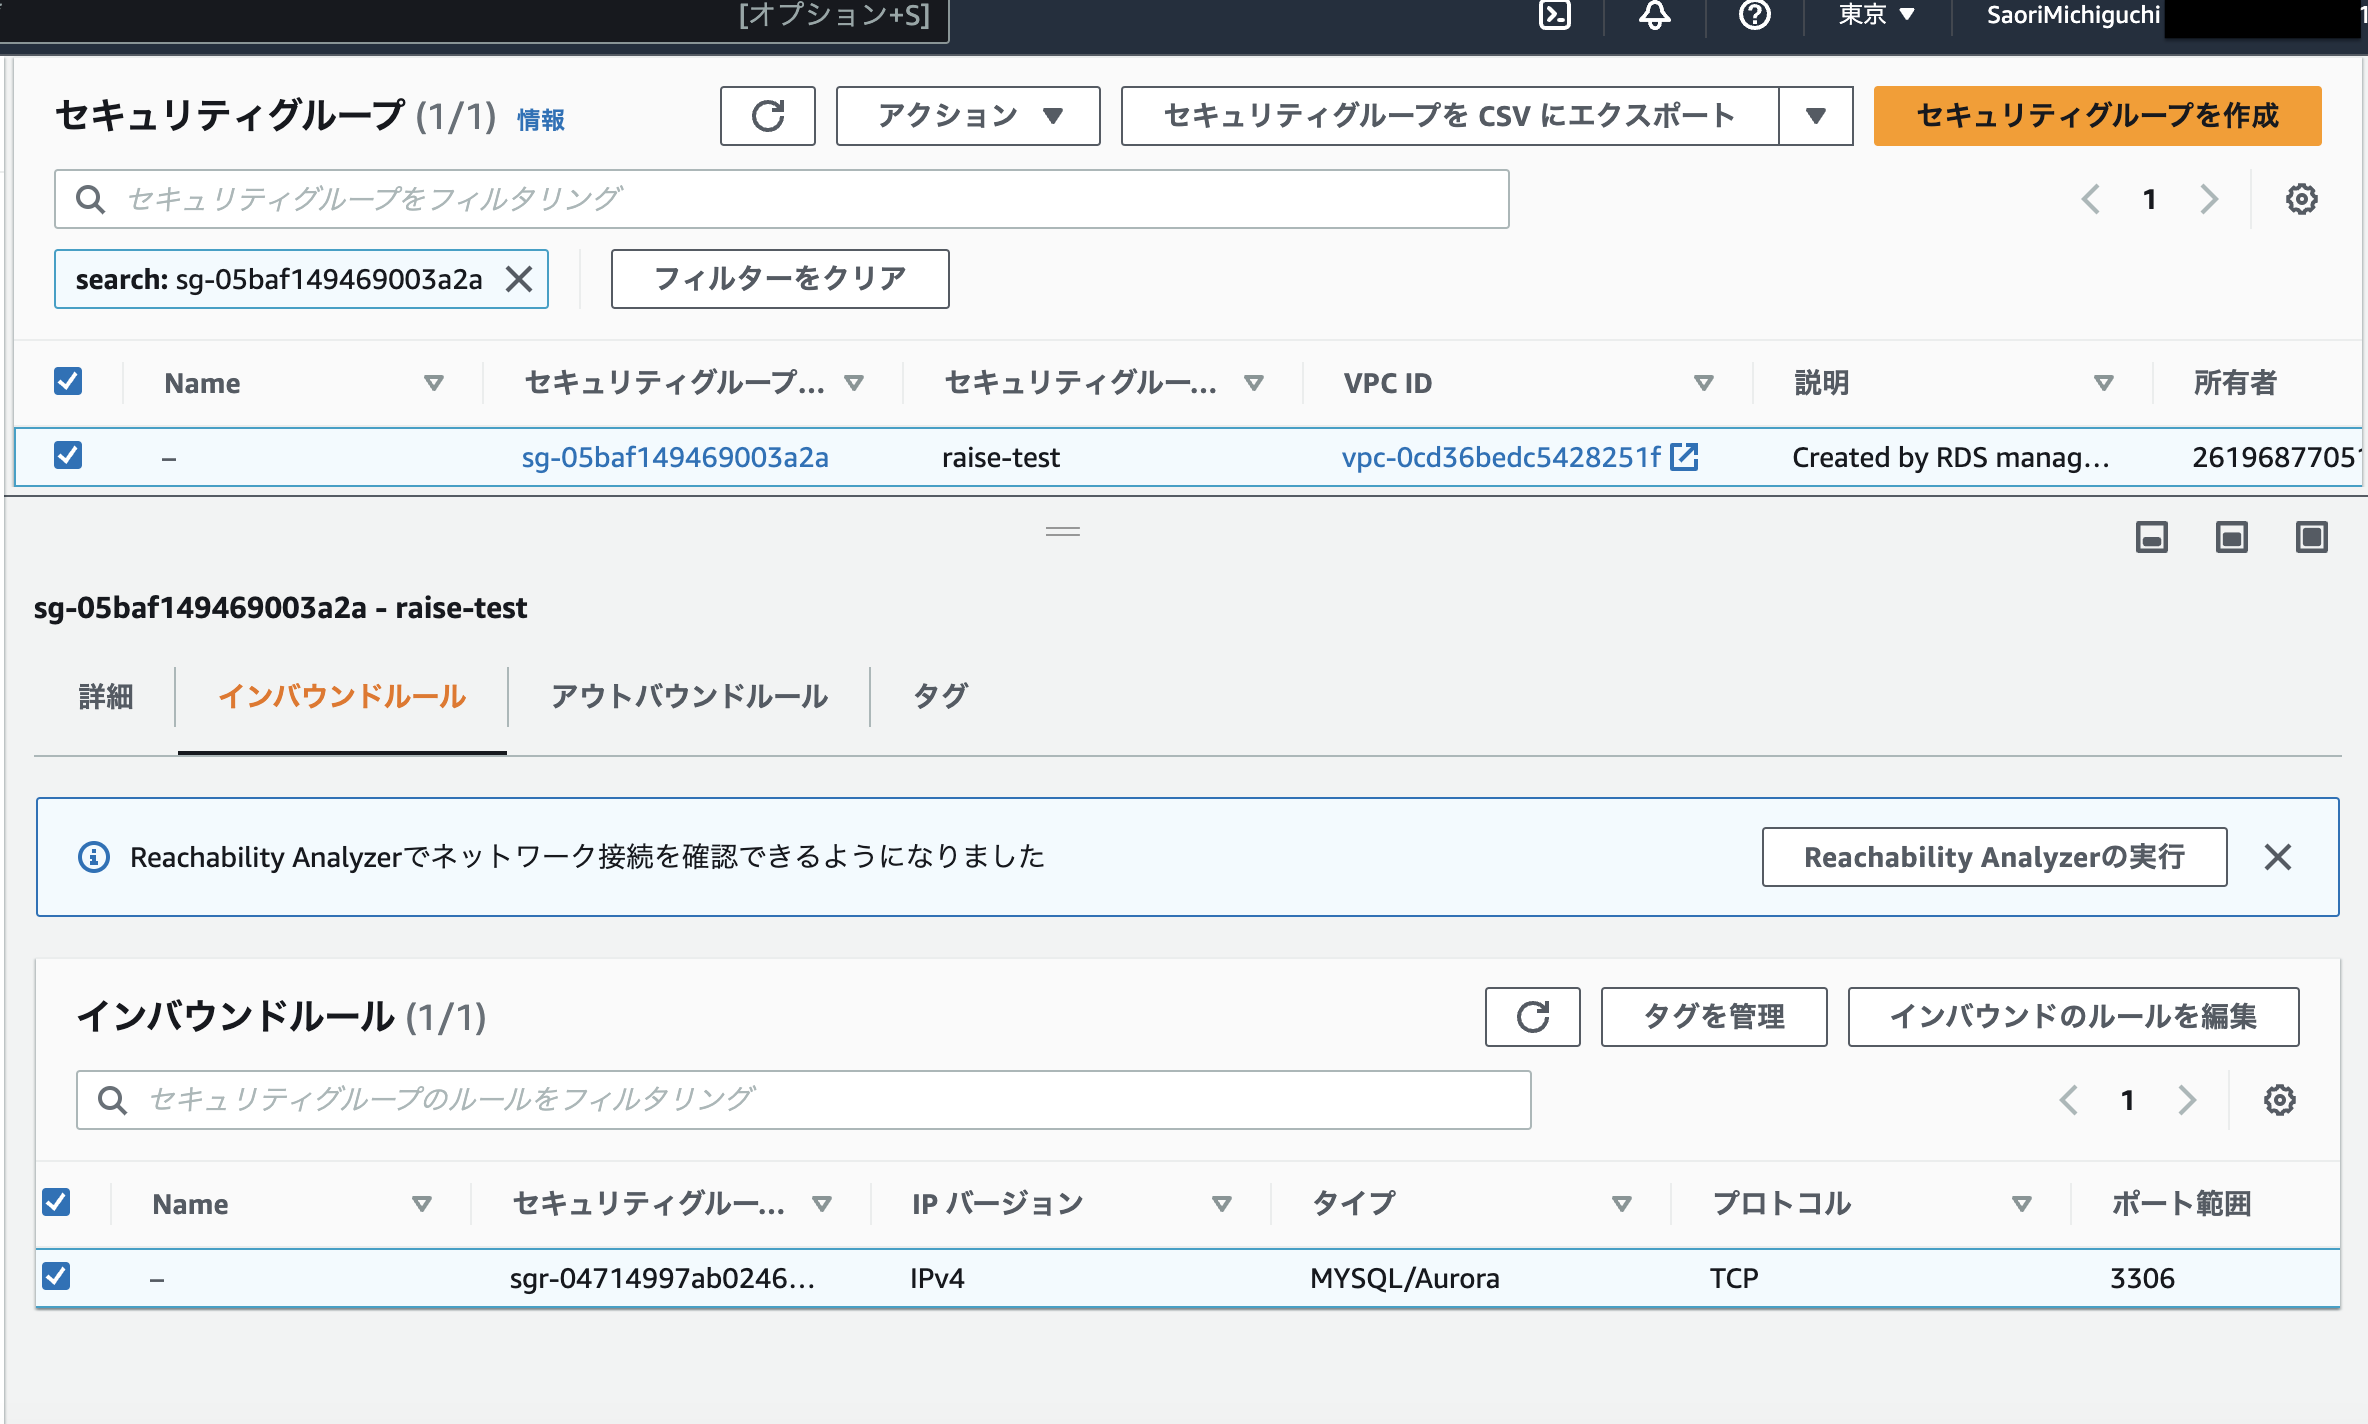 [オプション+S] 東京 ▼ SaoriMichiguchi
セキュリティグループ (1/1) 情報 アクション ▼ セキュリティグループを CSV にエクスポート ▼ セキュリティグループを作成
セキュリティグループをフィルタリング 1
search: sg-05baf149469003a2a フィルターをクリア
Name セキュリティグループ... セキュリティグルー... VPC ID 説明 所有者
– sg-05baf149469003a2a raise-test vpc-0cd36bedc5428251f Created by RDS manag... 26196877051
sg-05baf149469003a2a - raise-test
詳細 インバウンドルール アウトバウンドルール タグ
Reachability Analyzerでネットワーク接続を確認できるようになりました Reachability Analyzerの実行
インバウンドルール (1/1) タグを管理 インバウンドのルールを編集
セキュリティグループのルールをフィルタリング 1
Name セキュリティグルー... IP バージョン タイプ プロトコル ポート範囲
– sgr-04714997ab0246... IPv4 MYSQL/Aurora TCP 3306